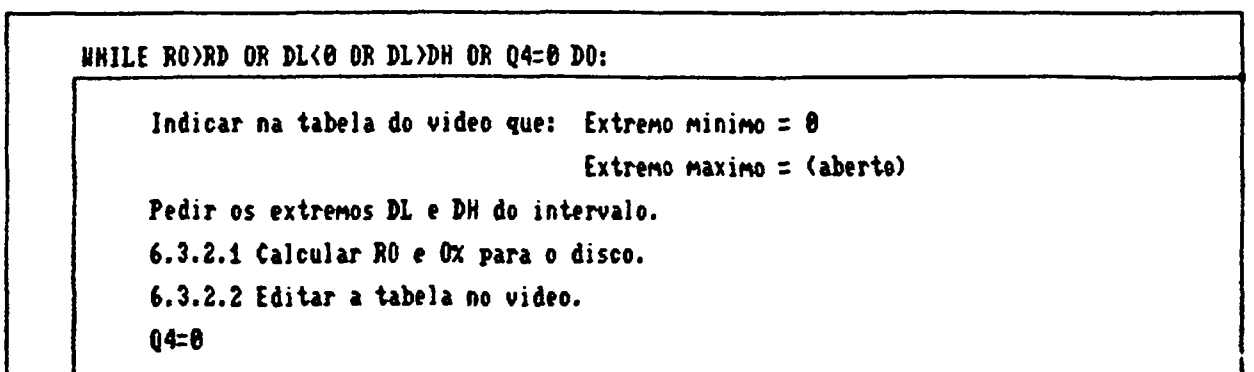 WHILE RO>RD OR DL<0 OR DL>DH OR Q4=0 DO:
Indicar na tabela do video que: Extremo minimo = 0
Extremo maximo = (aberto)
Pedir os extremos DL e DH do intervalo.
6.3.2.1 Calcular RO e O% para o disco.
6.3.2.2 Editar a tabela no video.
Q4=0